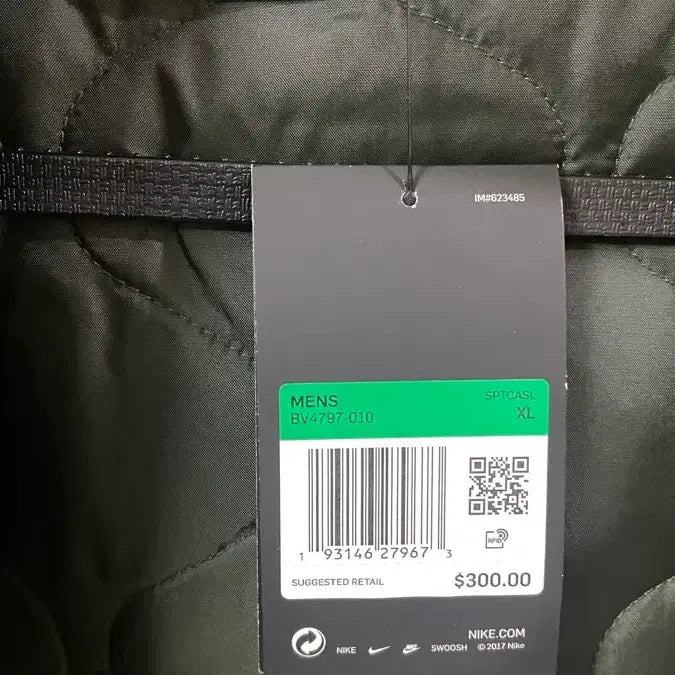 IM#623485
MENS SPTCASL
BV4797-010 XL
RFID
1 93146 27967 3
SUGGESTED RETAIL $300.00
NIKE.COM
NIKE SWOOSH © 2017 Nike